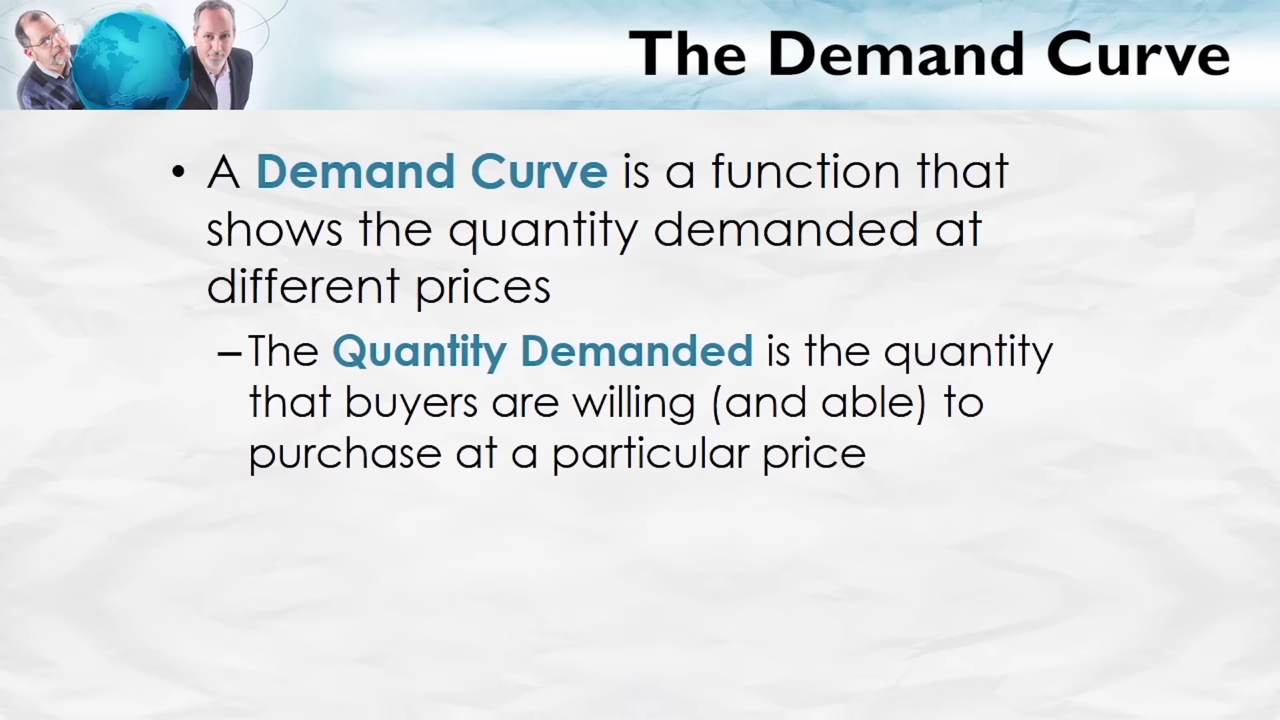 The Demand Curve
• A Demand Curve is a function that
shows the quantity demanded at
different prices
– The Quantity Demanded is the quantity
that buyers are willing (and able) to
purchase at a particular price